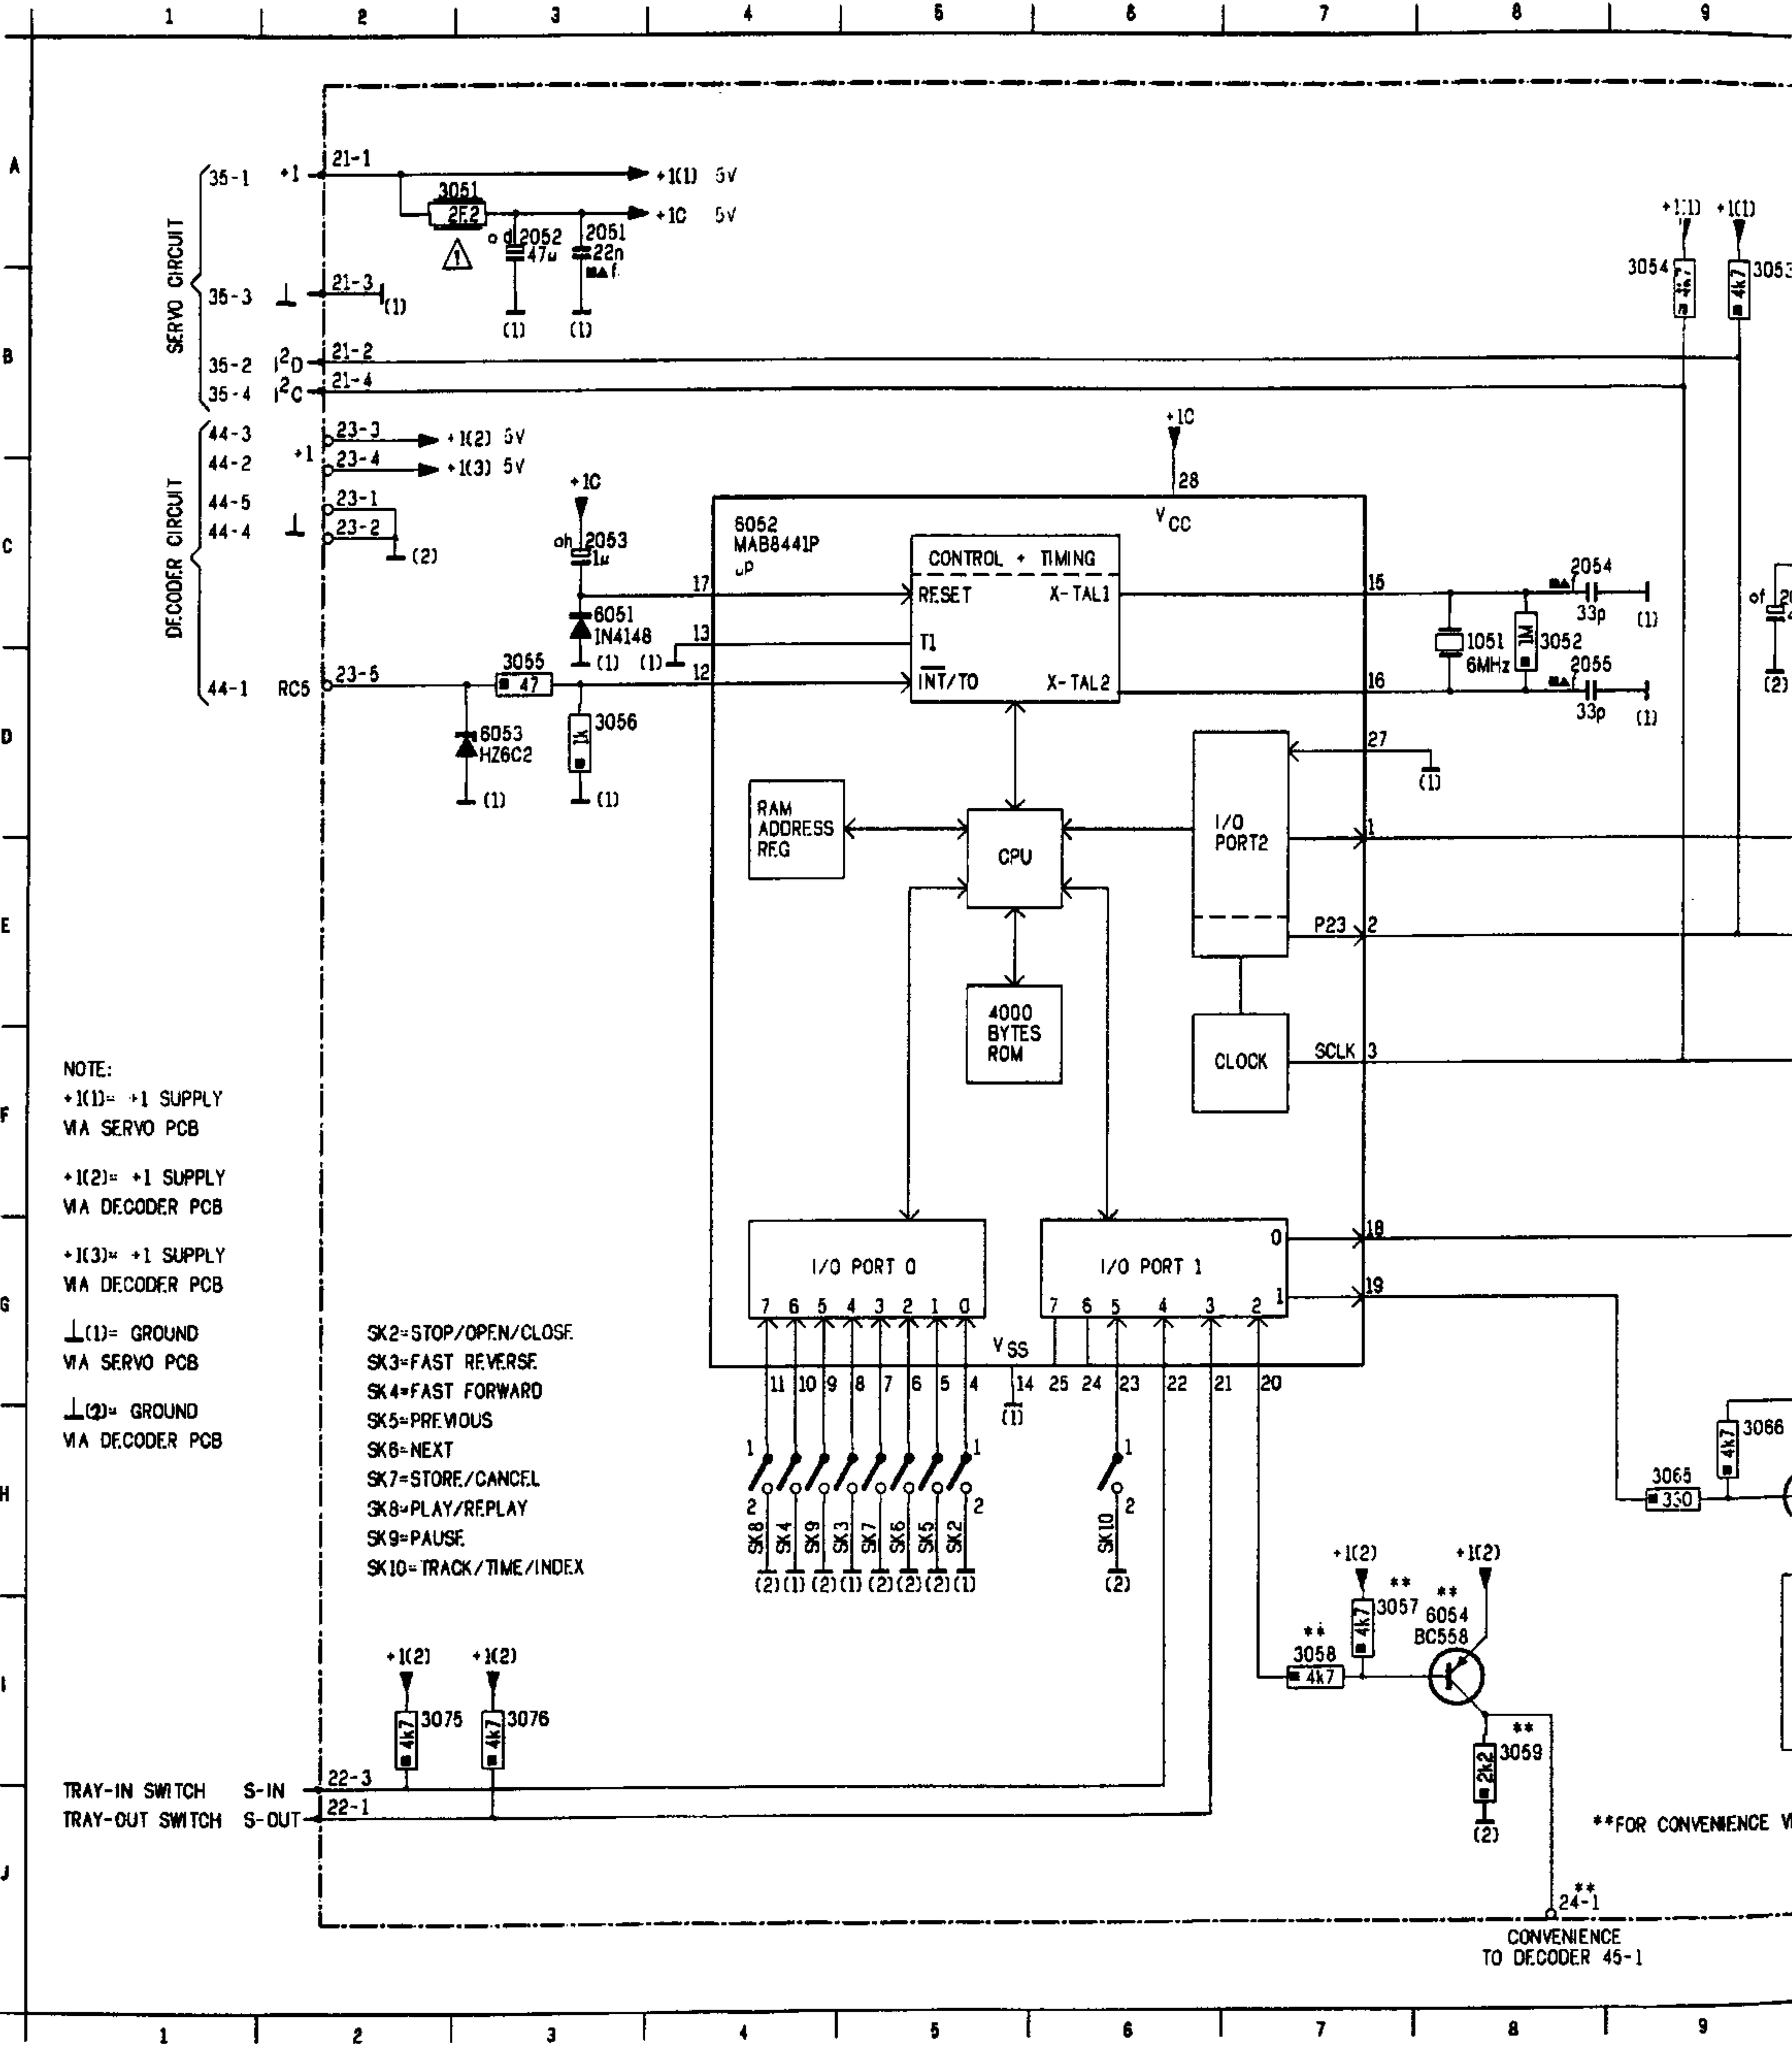 1 2 3 4 5 6 7 8 9
A
B
C
D
E
F
G
H
I
J
SERVO CIRCUIT
35-1 +1 21-1
+1(1) 5V
3051
2E2
+1C 5V
2052
47µ
2051
22n
35-3 21-3
(1)
(1) (1)
35-2 I²D 21-2
35-4 I²C 21-4
DECODER CIRCUIT
44-3 23-3 +1(2) 5V
+1
44-2 23-4 +1(3) 5V
44-5 23-1
44-4 23-2
(2)
44-1 RC5 23-5
+1C
2053
1µ
6051
IN4148
(1) (1)
3055
47
3056
1k
6053
HZ6C2
(1) (1)
+1C
28
VCC
6052
MAB8441P
µP
CONTROL + TIMING
17 RESET X-TAL1 15
13 T1
12 INT/T0 X-TAL2 16
2054
33p
(1)
1051
6MHz
1M
3052
2055
33p
(1)
of
(2)
+1(1) +1(1)
3054 4k7
4k7 3053
27
(1)
RAM
ADDRESS
REG
CPU
I/O
PORT2
1
P23 2
4000
BYTES
ROM
CLOCK
SCLK 3
NOTE:
+1(1)= +1 SUPPLY
VIA SERVO PCB
+1(2)= +1 SUPPLY
VIA DECODER PCB
+1(3)= +1 SUPPLY
VIA DECODER PCB
⊥(1)= GROUND
VIA SERVO PCB
⊥(2)= GROUND
VIA DECODER PCB
SK2=STOP/OPEN/CLOSE
SK3=FAST REVERSE
SK4=FAST FORWARD
SK5=PREVIOUS
SK6=NEXT
SK7=STORE/CANCEL
SK8=PLAY/REPLAY
SK9=PAUSE
SK10=TRACK/TIME/INDEX
I/O PORT 0
7 6 5 4 3 2 1 0
I/O PORT 1
0 18
1 19
7 6 5 4 3 2
VSS
11 10 9 8 7 6 5 4 14 25 24 23 22 21 20
(1)
1 1 1
2 2 2
SK8 SK4 SK9 SK3 SK7 SK6 SK5 SK2 SK10
(2) (1) (2) (1) (2) (2) (2) (1) (2)
4k7 3066
3065
330
+1(2) +1(2)
**
3057
4k7
**
6054
BC558
**
3058
4k7
**
3059
2k2
(2)
+1(2) +1(2)
4k7 3075
4k7 3076
TRAY-IN SWITCH S-IN 22-3
TRAY-OUT SWITCH S-OUT 22-1
**FOR CONVENIENCE
**
24-1
CONVENIENCE
TO DECODER 45-1
1 2 3 4 5 6 7 8 9